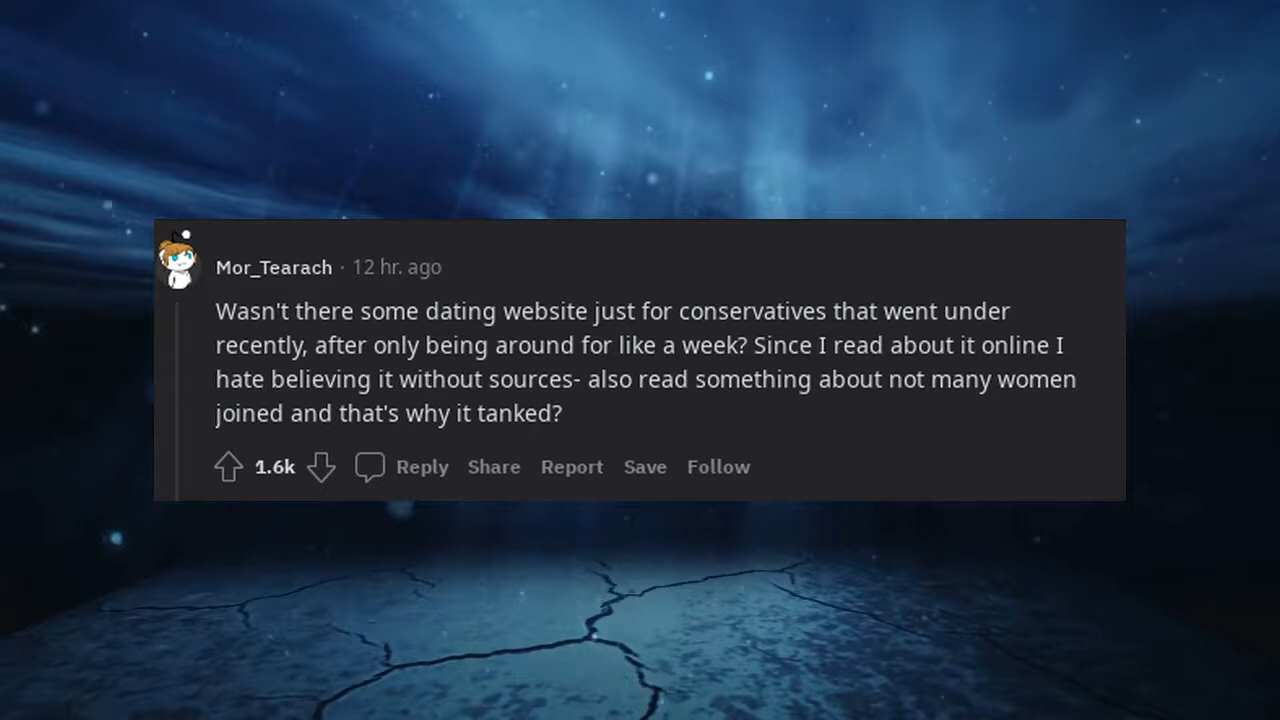 Mor_Tearach · 12 hr. ago
Wasn't there some dating website just for conservatives that went under
recently, after only being around for like a week? Since I read about it online I
hate believing it without sources- also read something about not many women
joined and that's why it tanked?
1.6k Reply Share Report Save Follow